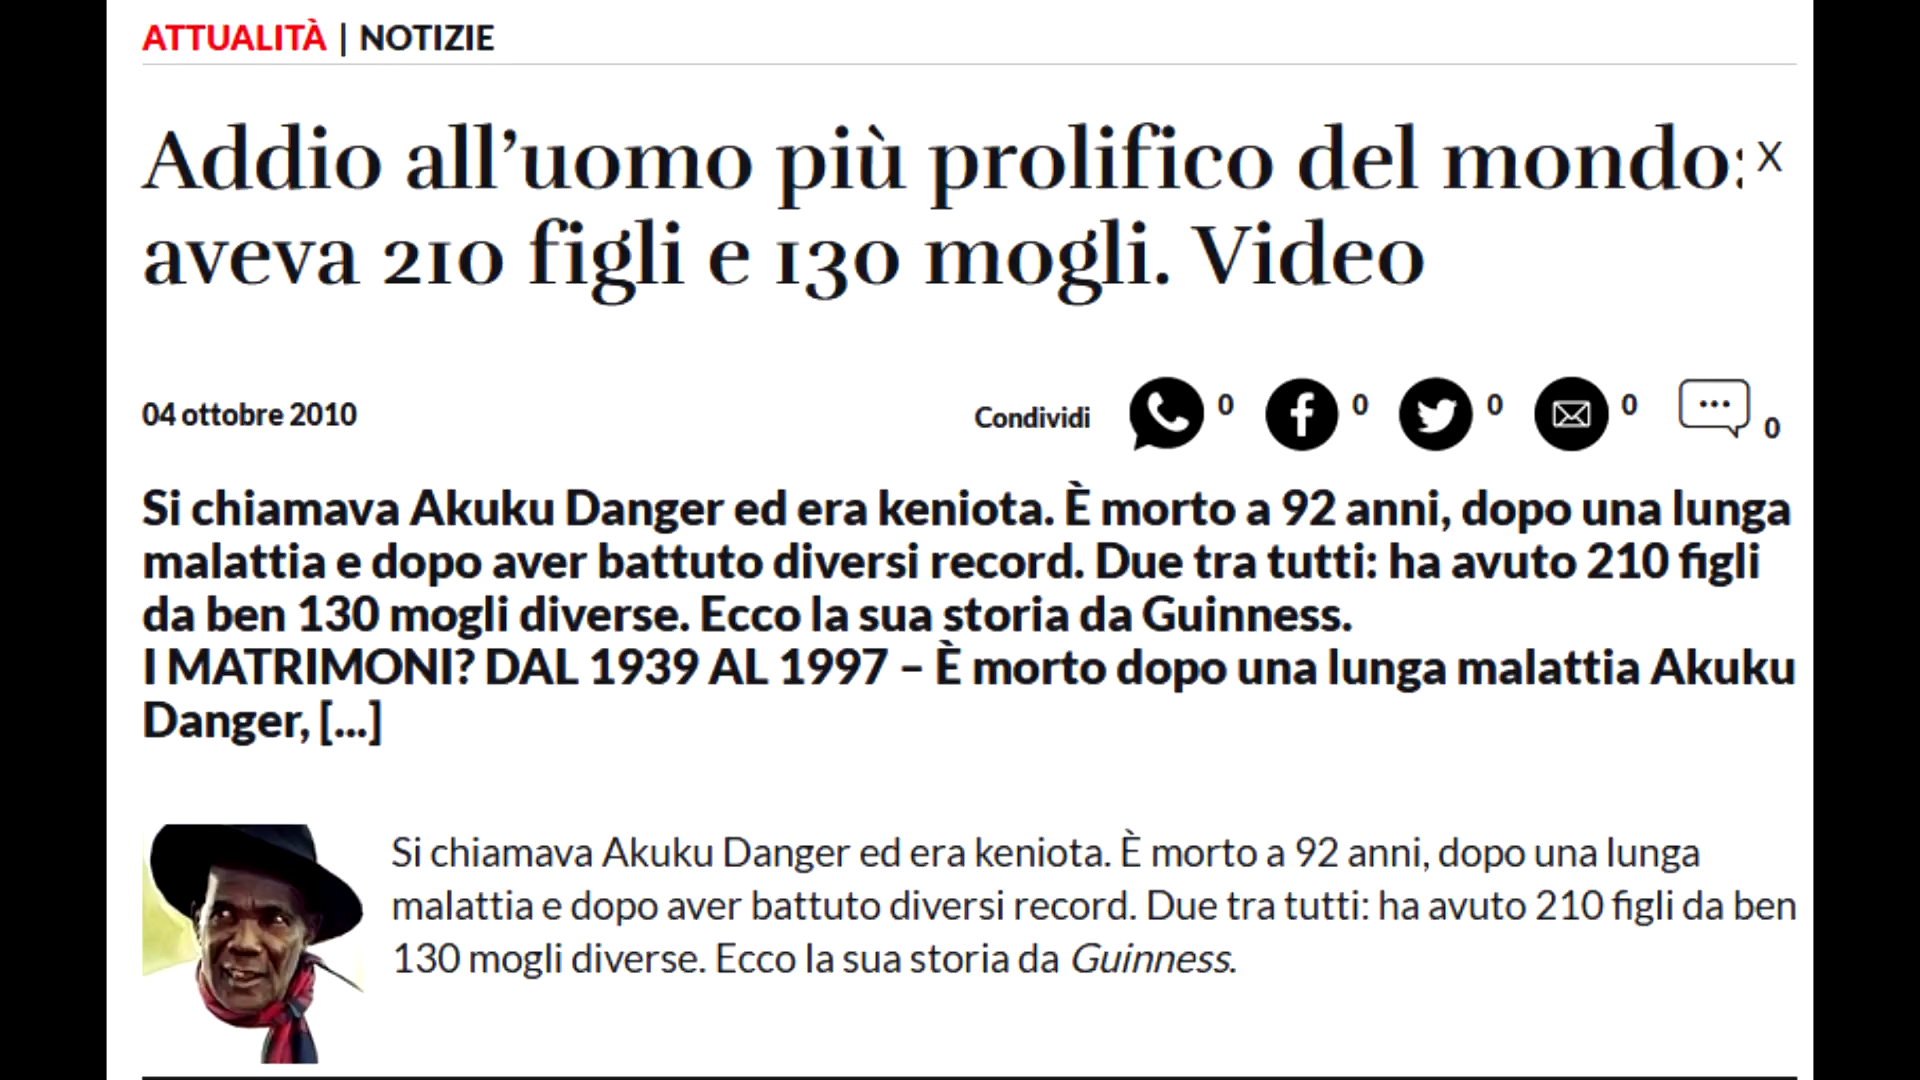 ATTUALITÀ | NOTIZIE
Addio all’uomo più prolifico del mondo: X
aveva 210 figli e 130 mogli. Video
04 ottobre 2010 Condividi 0 0 0 0 0
Si chiamava Akuku Danger ed era keniota. È morto a 92 anni, dopo una lunga
malattia e dopo aver battuto diversi record. Due tra tutti: ha avuto 210 figli
da ben 130 mogli diverse. Ecco la sua storia da Guinness.
I MATRIMONI? DAL 1939 AL 1997 – È morto dopo una lunga malattia Akuku
Danger, [...]
Si chiamava Akuku Danger ed era keniota. È morto a 92 anni, dopo una lunga
malattia e dopo aver battuto diversi record. Due tra tutti: ha avuto 210 figli da ben
130 mogli diverse. Ecco la sua storia da Guinness.